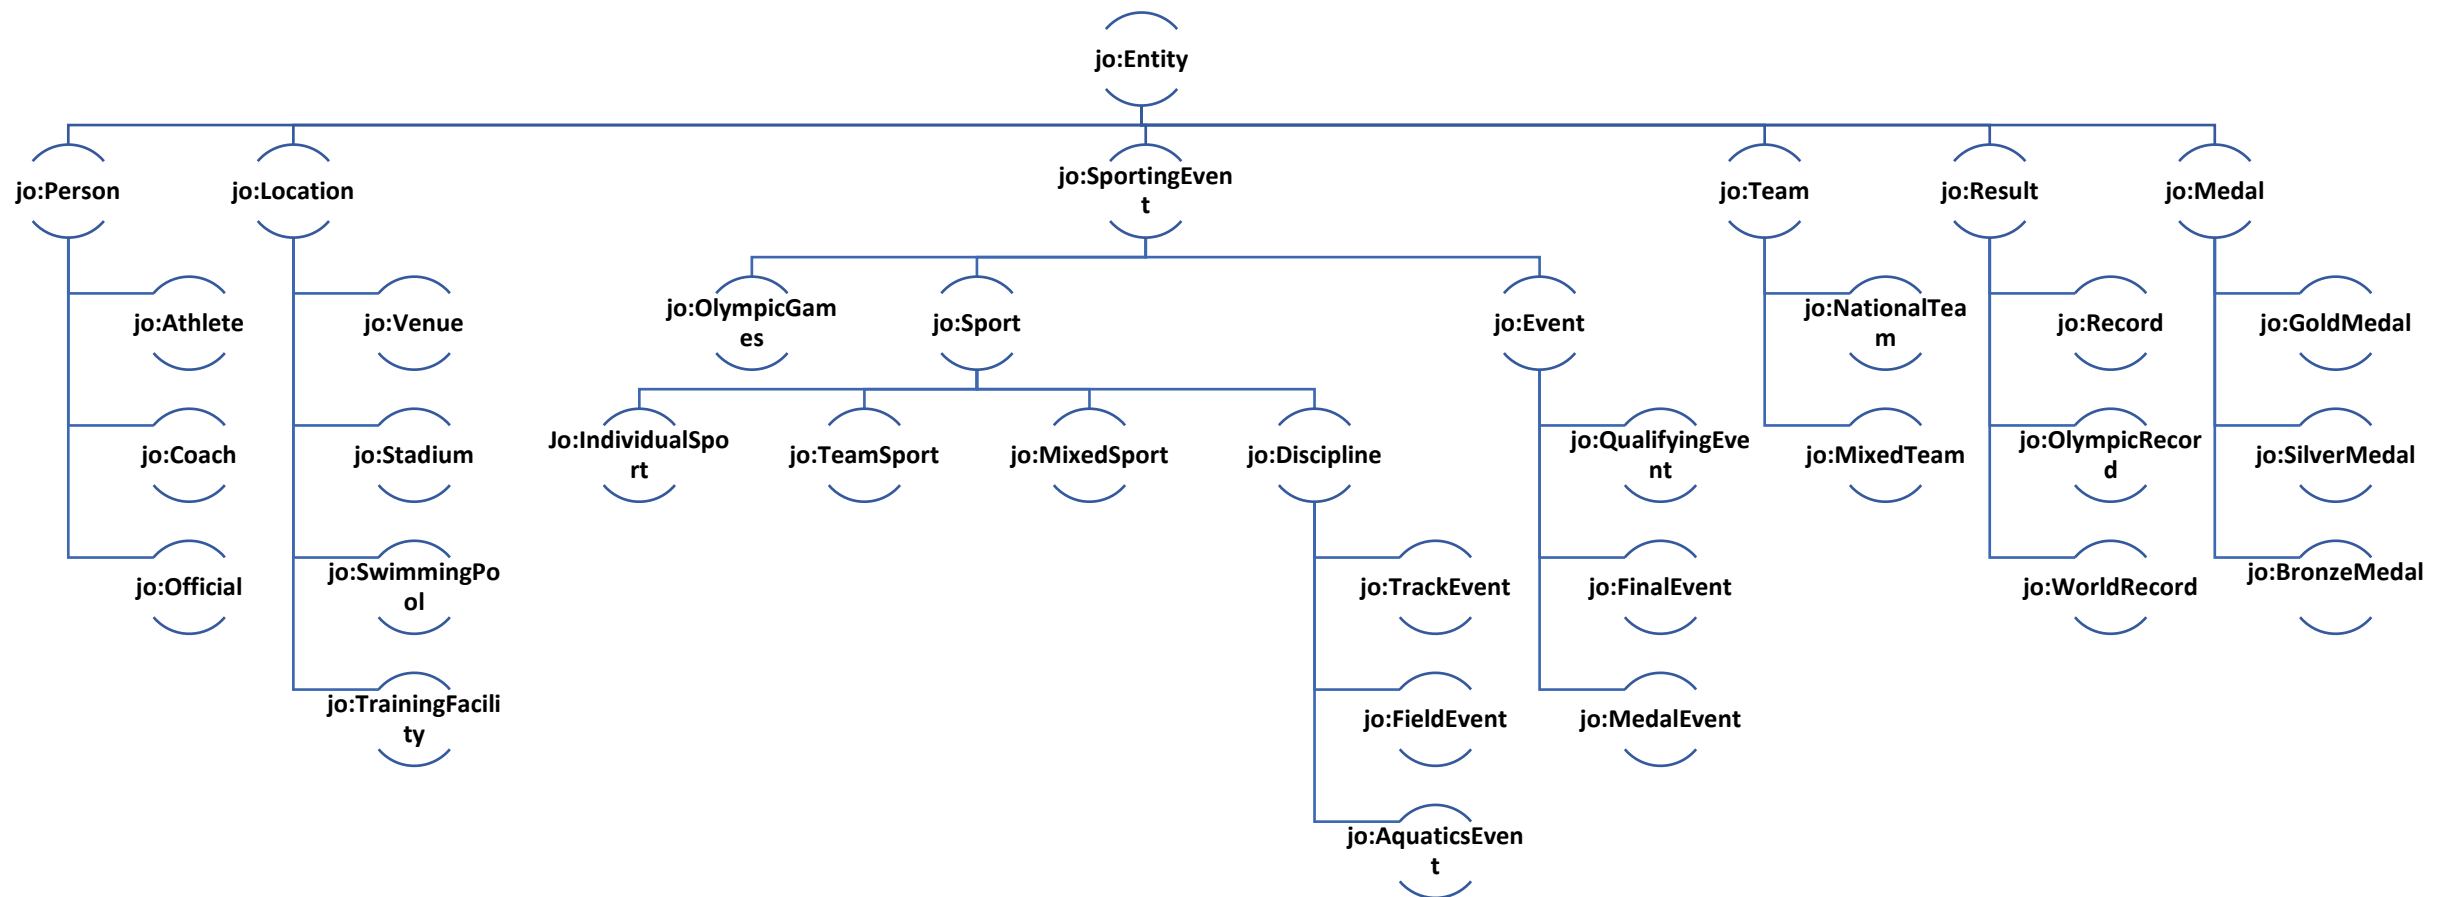 jo:Entity
jo:Person
jo:Location
jo:SportingEven
t
jo:Team
jo:Result
jo:Medal
jo:Athlete
jo:Venue
jo:OlympicGam
es
jo:Sport
jo:Event
jo:NationalTea
m
jo:Record
jo:GoldMedal
jo:Coach
jo:Stadium
Jo:IndividualSpo
rt
jo:TeamSport
jo:MixedSport
jo:Discipline
jo:QualifyingEve
nt
jo:MixedTeam
jo:OlympicRecor
d
jo:SilverMedal
jo:Official
jo:SwimmingPo
ol
jo:TrackEvent
jo:FinalEvent
jo:WorldRecord
jo:BronzeMedal
jo:TrainingFacili
ty
jo:FieldEvent
jo:MedalEvent
jo:AquaticsEven
t